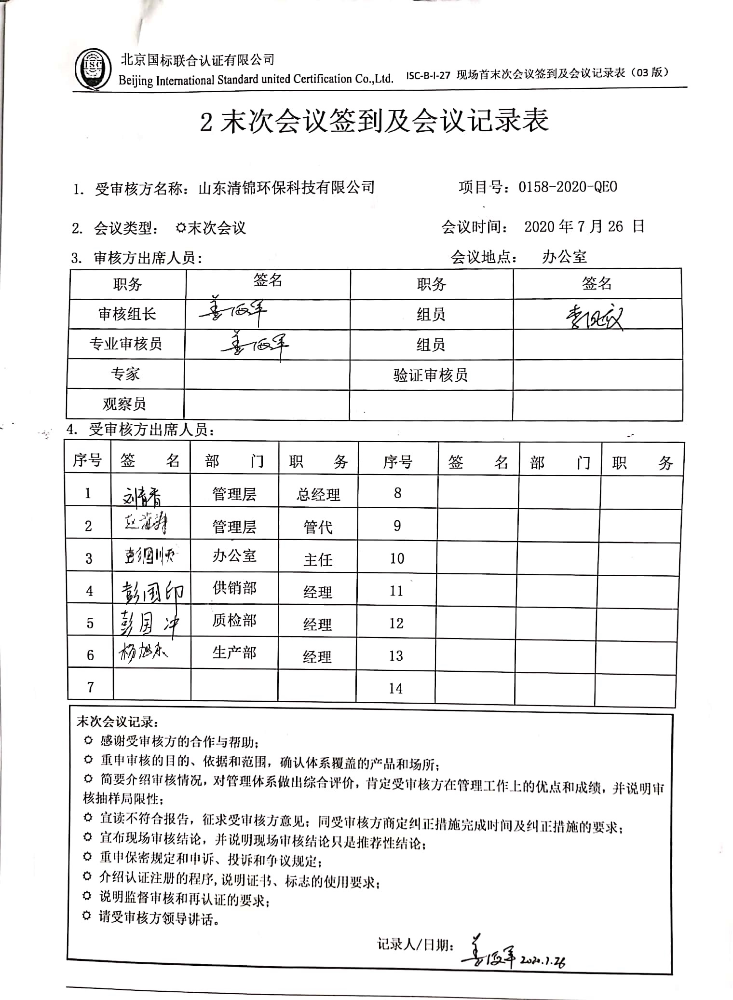 ISC
北京国标联合认证有限公司
Beijing International Standard united Certification Co.,Ltd. ISC-B-I-27 现场首末次会议签到及会议记录表（03 版）
2 末次会议签到及会议记录表
1. 受审核方名称：山东清锦环保科技有限公司 项目号：0158-2020-QEO
2. 会议类型： ☼末次会议 会议时间： 2020 年 7 月 26 日
3. 审核方出席人员： 会议地点： 办公室
职务 签名 职务 签名
审核组长 姜海军 组员
专业审核员 姜海军 组员
专家 验证审核员
观察员
4. 受审核方出席人员：
序号 签 名 部 门 职 务 序号 签 名 部 门 职 务
1 刘青香 管理层 总经理 8
2 管理层 管代 9
3 彭国顺 办公室 主任 10
4 彭国印 供销部 经理 11
5 彭国冲 质检部 经理 12
6 杨旭东 生产部 经理 13
7 14
末次会议记录：
☼ 感谢受审核方的合作与帮助；
☼ 重申审核的目的、依据和范围，确认体系覆盖的产品和场所；
☼ 简要介绍审核情况，对管理体系做出综合评价，肯定受审核方在管理工作上的优点和成绩，并说明审
核抽样局限性；
☼ 宣读不符合报告，征求受审核方意见；同受审核方商定纠正措施完成时间及纠正措施的要求；
☼ 宣布现场审核结论，并说明现场审核结论只是推荐性结论；
☼ 重申保密规定和申诉、投诉和争议规定；
☼ 介绍认证注册的程序,说明证书、标志的使用要求；
☼ 说明监督审核和再认证的要求；
☼ 请受审核方领导讲话。
记录人/日期： 姜海军 2020.7.26